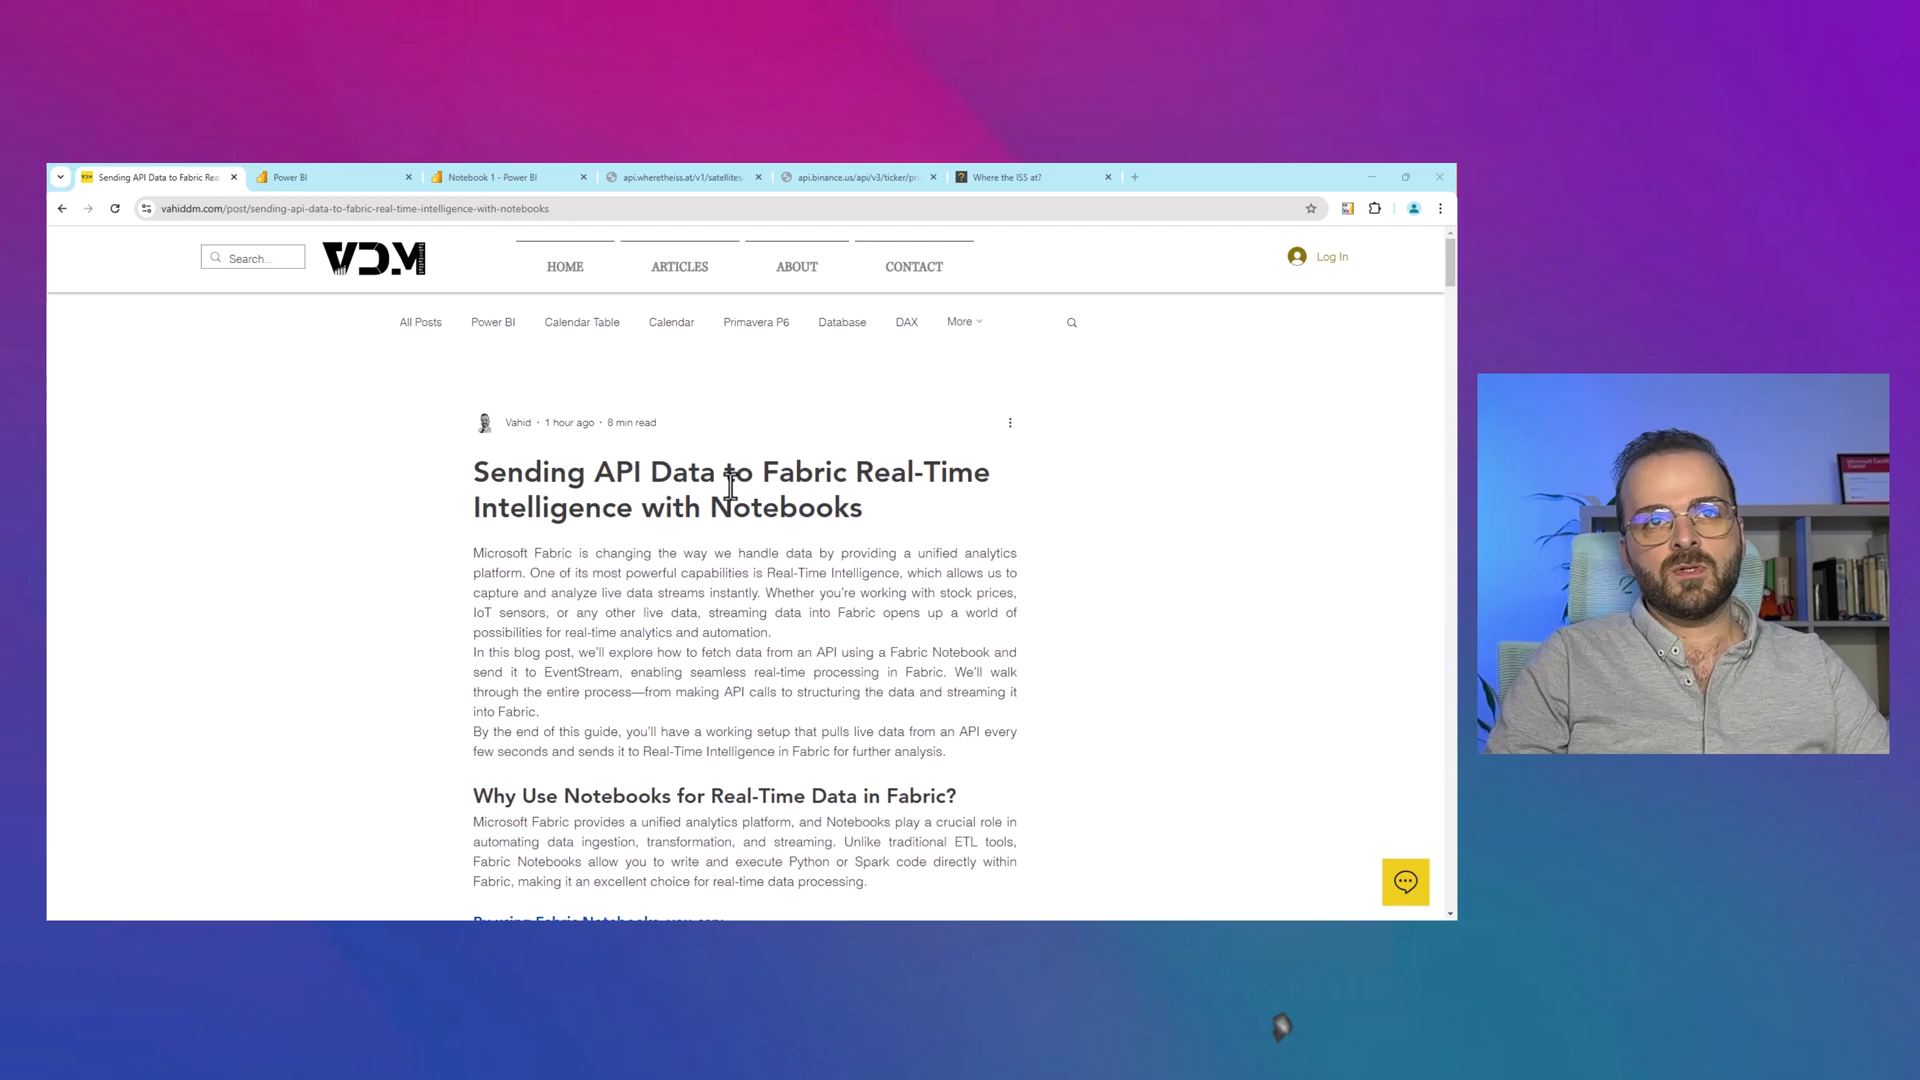 Sending API Data to Fabric Rea
Power BI
Notebook 1 - Power BI
api.wheretheiss.at/v1/satellites/
api.binance.us/api/v3/ticker/pri
Where the ISS at?
vahiddm.com/post/sending-api-data-to-fabric-real-time-intelligence-with-notebooks
Search...
VDM
HOME
ARTICLES
ABOUT
CONTACT
Log In
All Posts
Power BI
Calendar Table
Calendar
Primavera P6
Database
DAX
More
Vahid · 1 hour ago · 8 min read
Sending API Data to Fabric Real-Time
Intelligence with Notebooks
Microsoft Fabric is changing the way we handle data by providing a unified analytics
platform. One of its most powerful capabilities is Real-Time Intelligence, which allows us to
capture and analyze live data streams instantly. Whether you're working with stock prices,
IoT sensors, or any other live data, streaming data into Fabric opens up a world of
possibilities for real-time analytics and automation.
In this blog post, we'll explore how to fetch data from an API using a Fabric Notebook and
send it to EventStream, enabling seamless real-time processing in Fabric. We'll walk
through the entire process—from making API calls to structuring the data and streaming it
into Fabric.
By the end of this guide, you'll have a working setup that pulls live data from an API every
few seconds and sends it to Real-Time Intelligence in Fabric for further analysis.
Why Use Notebooks for Real-Time Data in Fabric?
Microsoft Fabric provides a unified analytics platform, and Notebooks play a crucial role in
automating data ingestion, transformation, and streaming. Unlike traditional ETL tools,
Fabric Notebooks allow you to write and execute Python or Spark code directly within
Fabric, making it an excellent choice for real-time data processing.
By using Fabric Notebooks, you can:
Microsoft Certified
Trainer